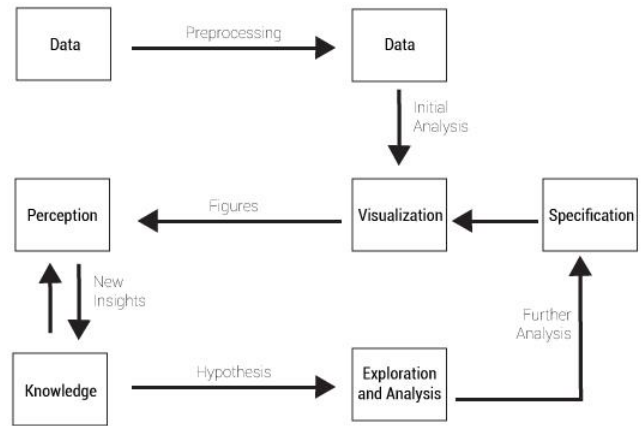 Data
Preprocessing
Data
Initial
Analysis
Perception
Figures
Visualization
Specification
New
Insights
Further
Analysis
Knowledge
Hypothesis
Exploration
and Analysis